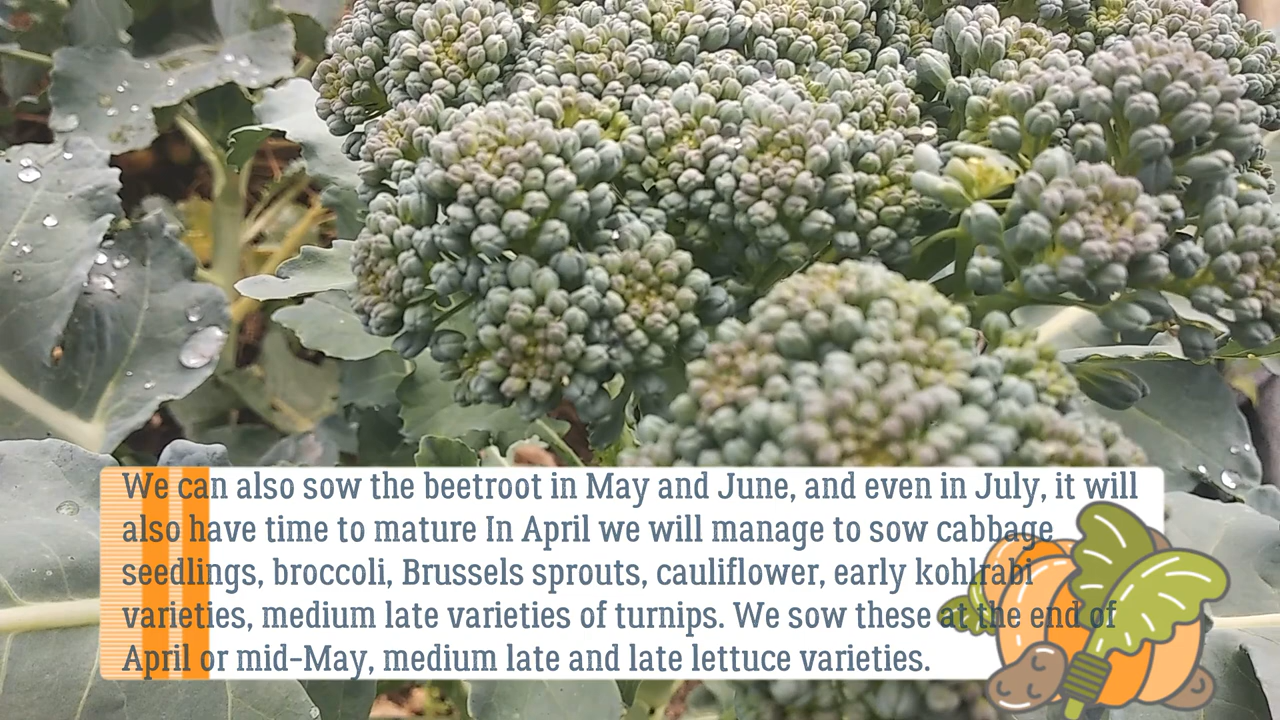 We can also sow the beetroot in May and June, and even in July, it will
also have time to mature In April we will manage to sow cabbage
seedlings, broccoli, Brussels sprouts, cauliflower, early kohlrabi
varieties, medium late varieties of turnips. We sow these at the end of
April or mid-May, medium late and late lettuce varieties.